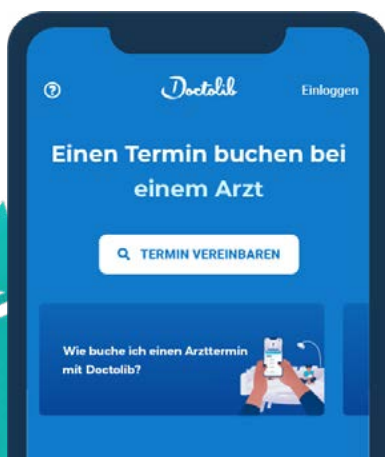 Doctolib
Einloggen
Einen Termin buchen bei
einem Arzt
TERMIN VEREINBAREN
Wie buche ich einen Arzttermin
mit Doctolib?